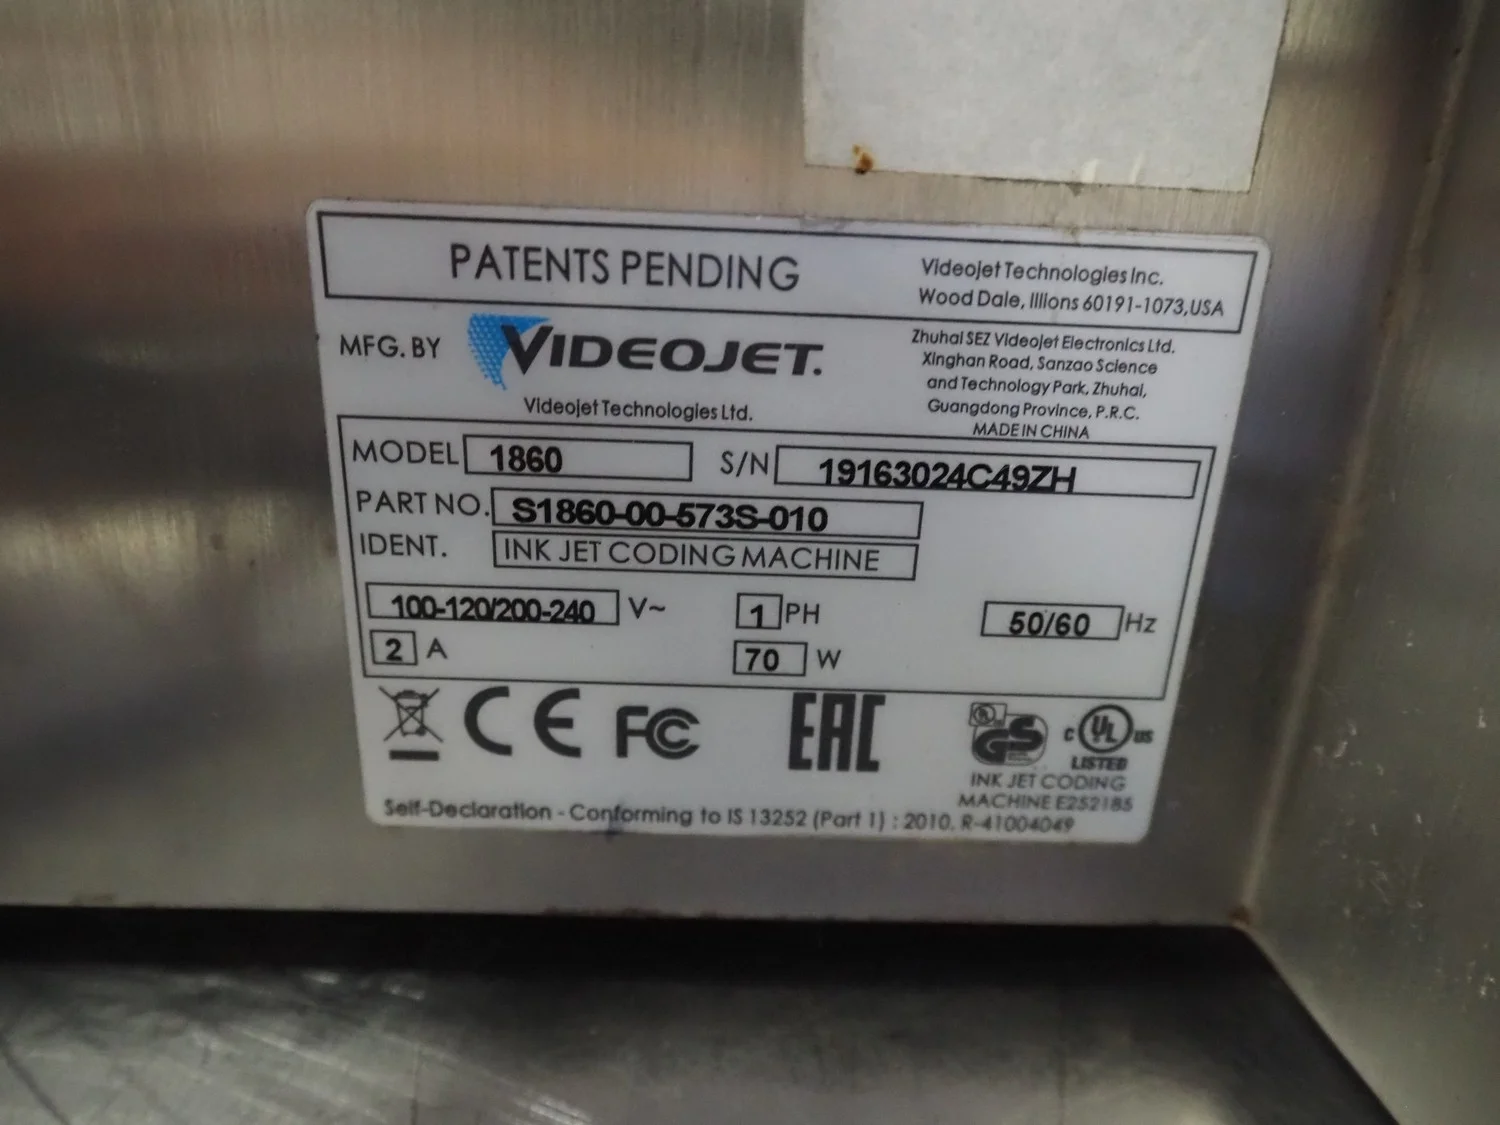 PATENTS PENDING
Videojet Technologies Inc.
Wood Dale, Illions 60191-1073,USA
MFG. BY
VIDEOJET.
Videojet Technologies Ltd.
Zhuhai SEZ Videojet Electronics Ltd.
Xinghan Road, Sanzao Science
and Technology Park, Zhuhai,
Guangdong Province, P.R.C.
MADE IN CHINA
MODEL 1860 S/N 19163024C49ZH
PART NO. S1860-00-573S-010
IDENT. INK JET CODING MACHINE
100-120/200-240 V~ 1 PH 50/60 Hz
2 A 70 W
CE FC EAC UL GS c UL US
LISTED
INK JET CODING
MACHINE E252185
Self-Declaration - Conforming to IS 13252 (Part 1) : 2010, R-41004049